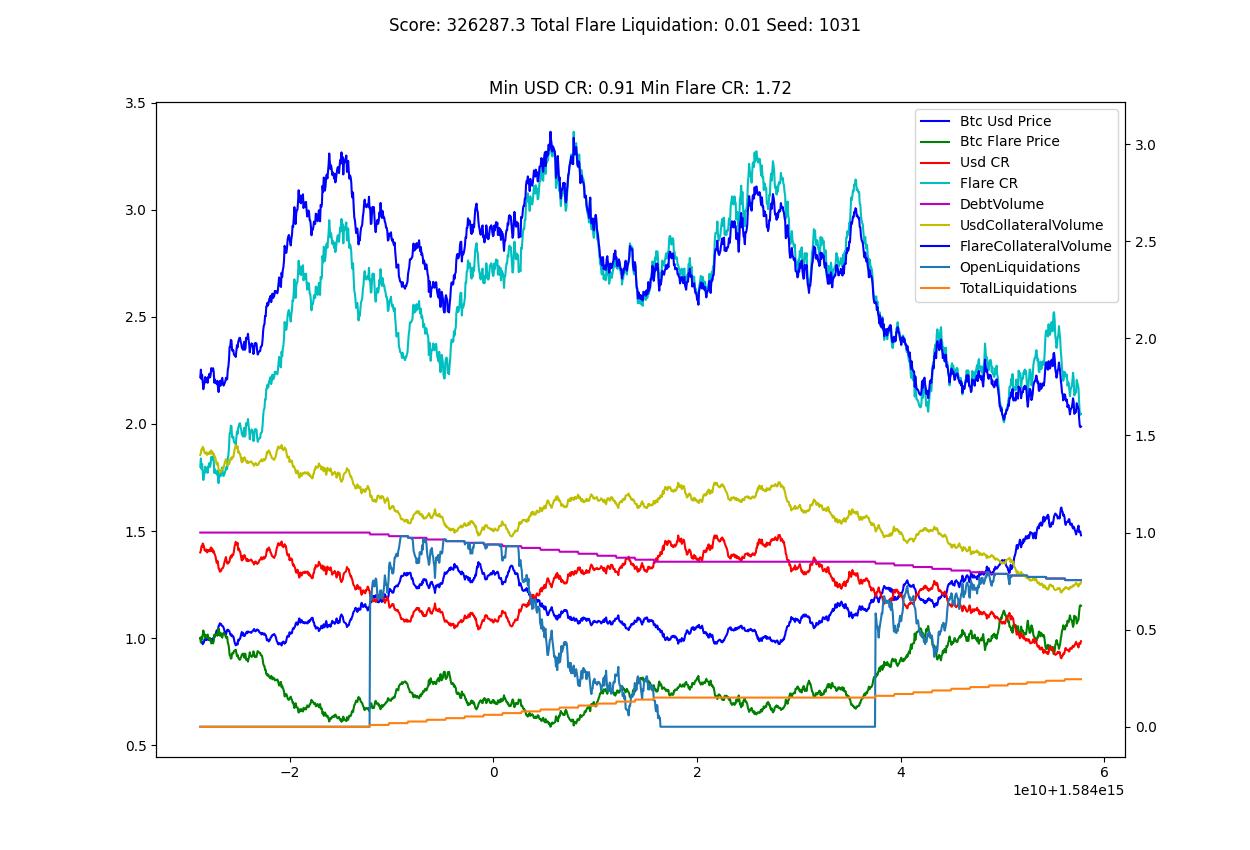 Score: 326287.3 Total Flare Liquidation: 0.01 Seed: 1031
Min USD CR: 0.91 Min Flare CR: 1.72
3.5
3.0
2.5
2.0
1.5
1.0
0.5
Btc Usd Price
Btc Flare Price
Usd CR
Flare CR
DebtVolume
UsdCollateralVolume
FlareCollateralVolume
OpenLiquidations
TotalLiquidations
3.0
2.5
2.0
1.5
1.0
0.5
0.0
−2 0 2 4 6
1e10+1.584e15